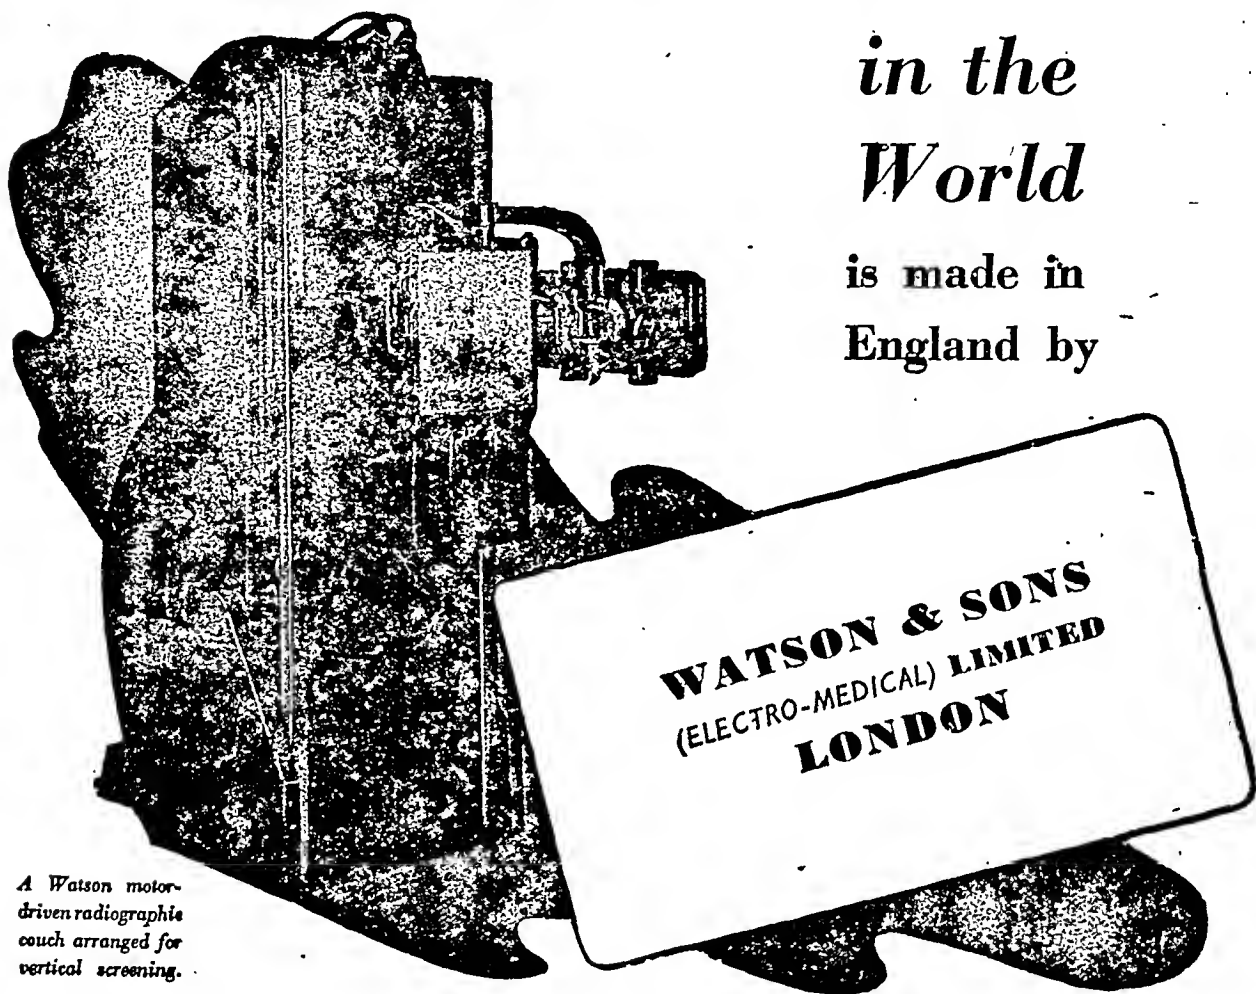 in the
World
is made in
England by
WATSON & SONS
(ELECTRO-MEDICAL) LIMITED
LONDON
A Watson motor-
driven radiographic
couch arranged for
vertical screening.